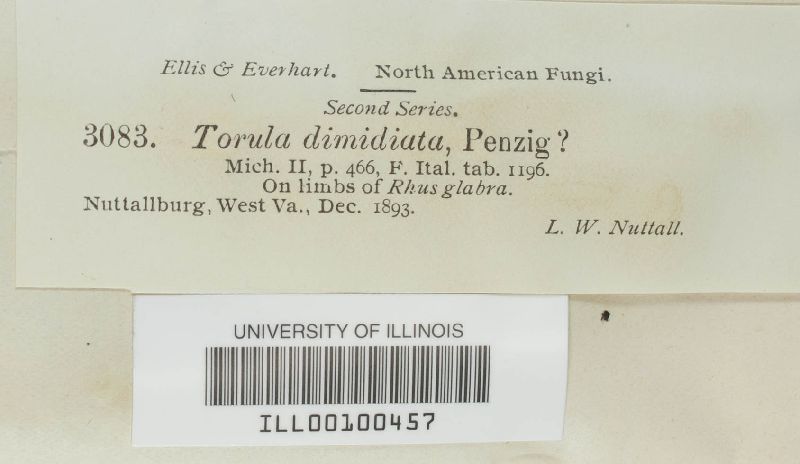 Ellis & Everhart. North American Fungi.
Second Series.
3083. Torula dimidiata, Penzig?
Mich. II, p. 466, F. Ital. tab. 1196.
On limbs of Rhus glabra.
Nuttallburg, West Va., Dec. 1893.
L. W. Nuttall.
UNIVERSITY OF ILLINOIS
ILL00100457